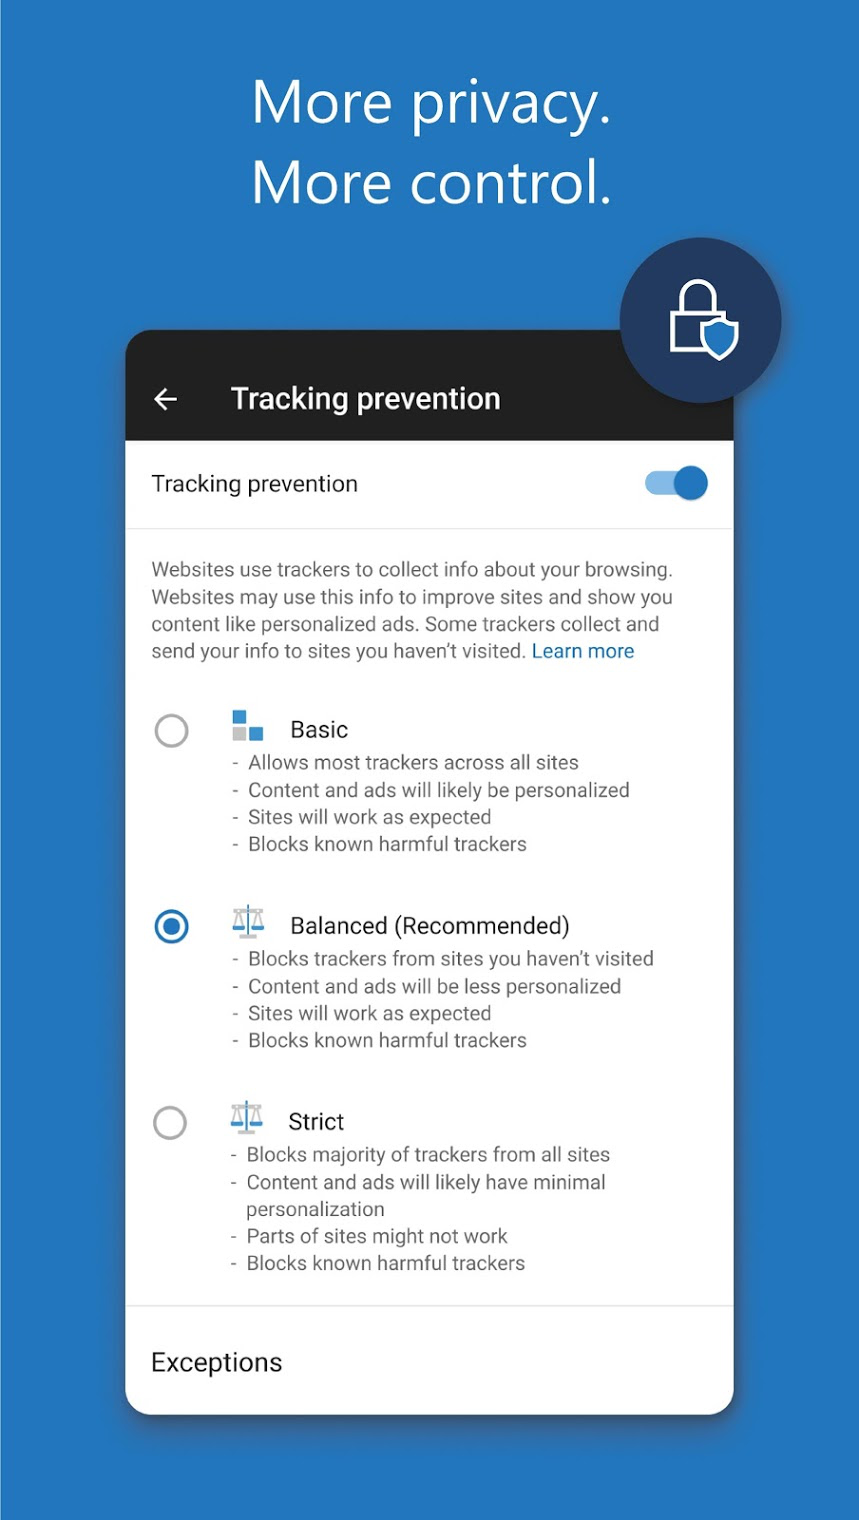 More privacy.
More control.
Tracking prevention
Tracking prevention
Websites use trackers to collect info about your browsing.
Websites may use this info to improve sites and show you
content like personalized ads. Some trackers collect and
send your info to sites you haven’t visited. Learn more
Basic
- Allows most trackers across all sites
- Content and ads will likely be personalized
- Sites will work as expected
- Blocks known harmful trackers
Balanced (Recommended)
- Blocks trackers from sites you haven’t visited
- Content and ads will be less personalized
- Sites will work as expected
- Blocks known harmful trackers
Strict
- Blocks majority of trackers from all sites
- Content and ads will likely have minimal
personalization
- Parts of sites might not work
- Blocks known harmful trackers
Exceptions